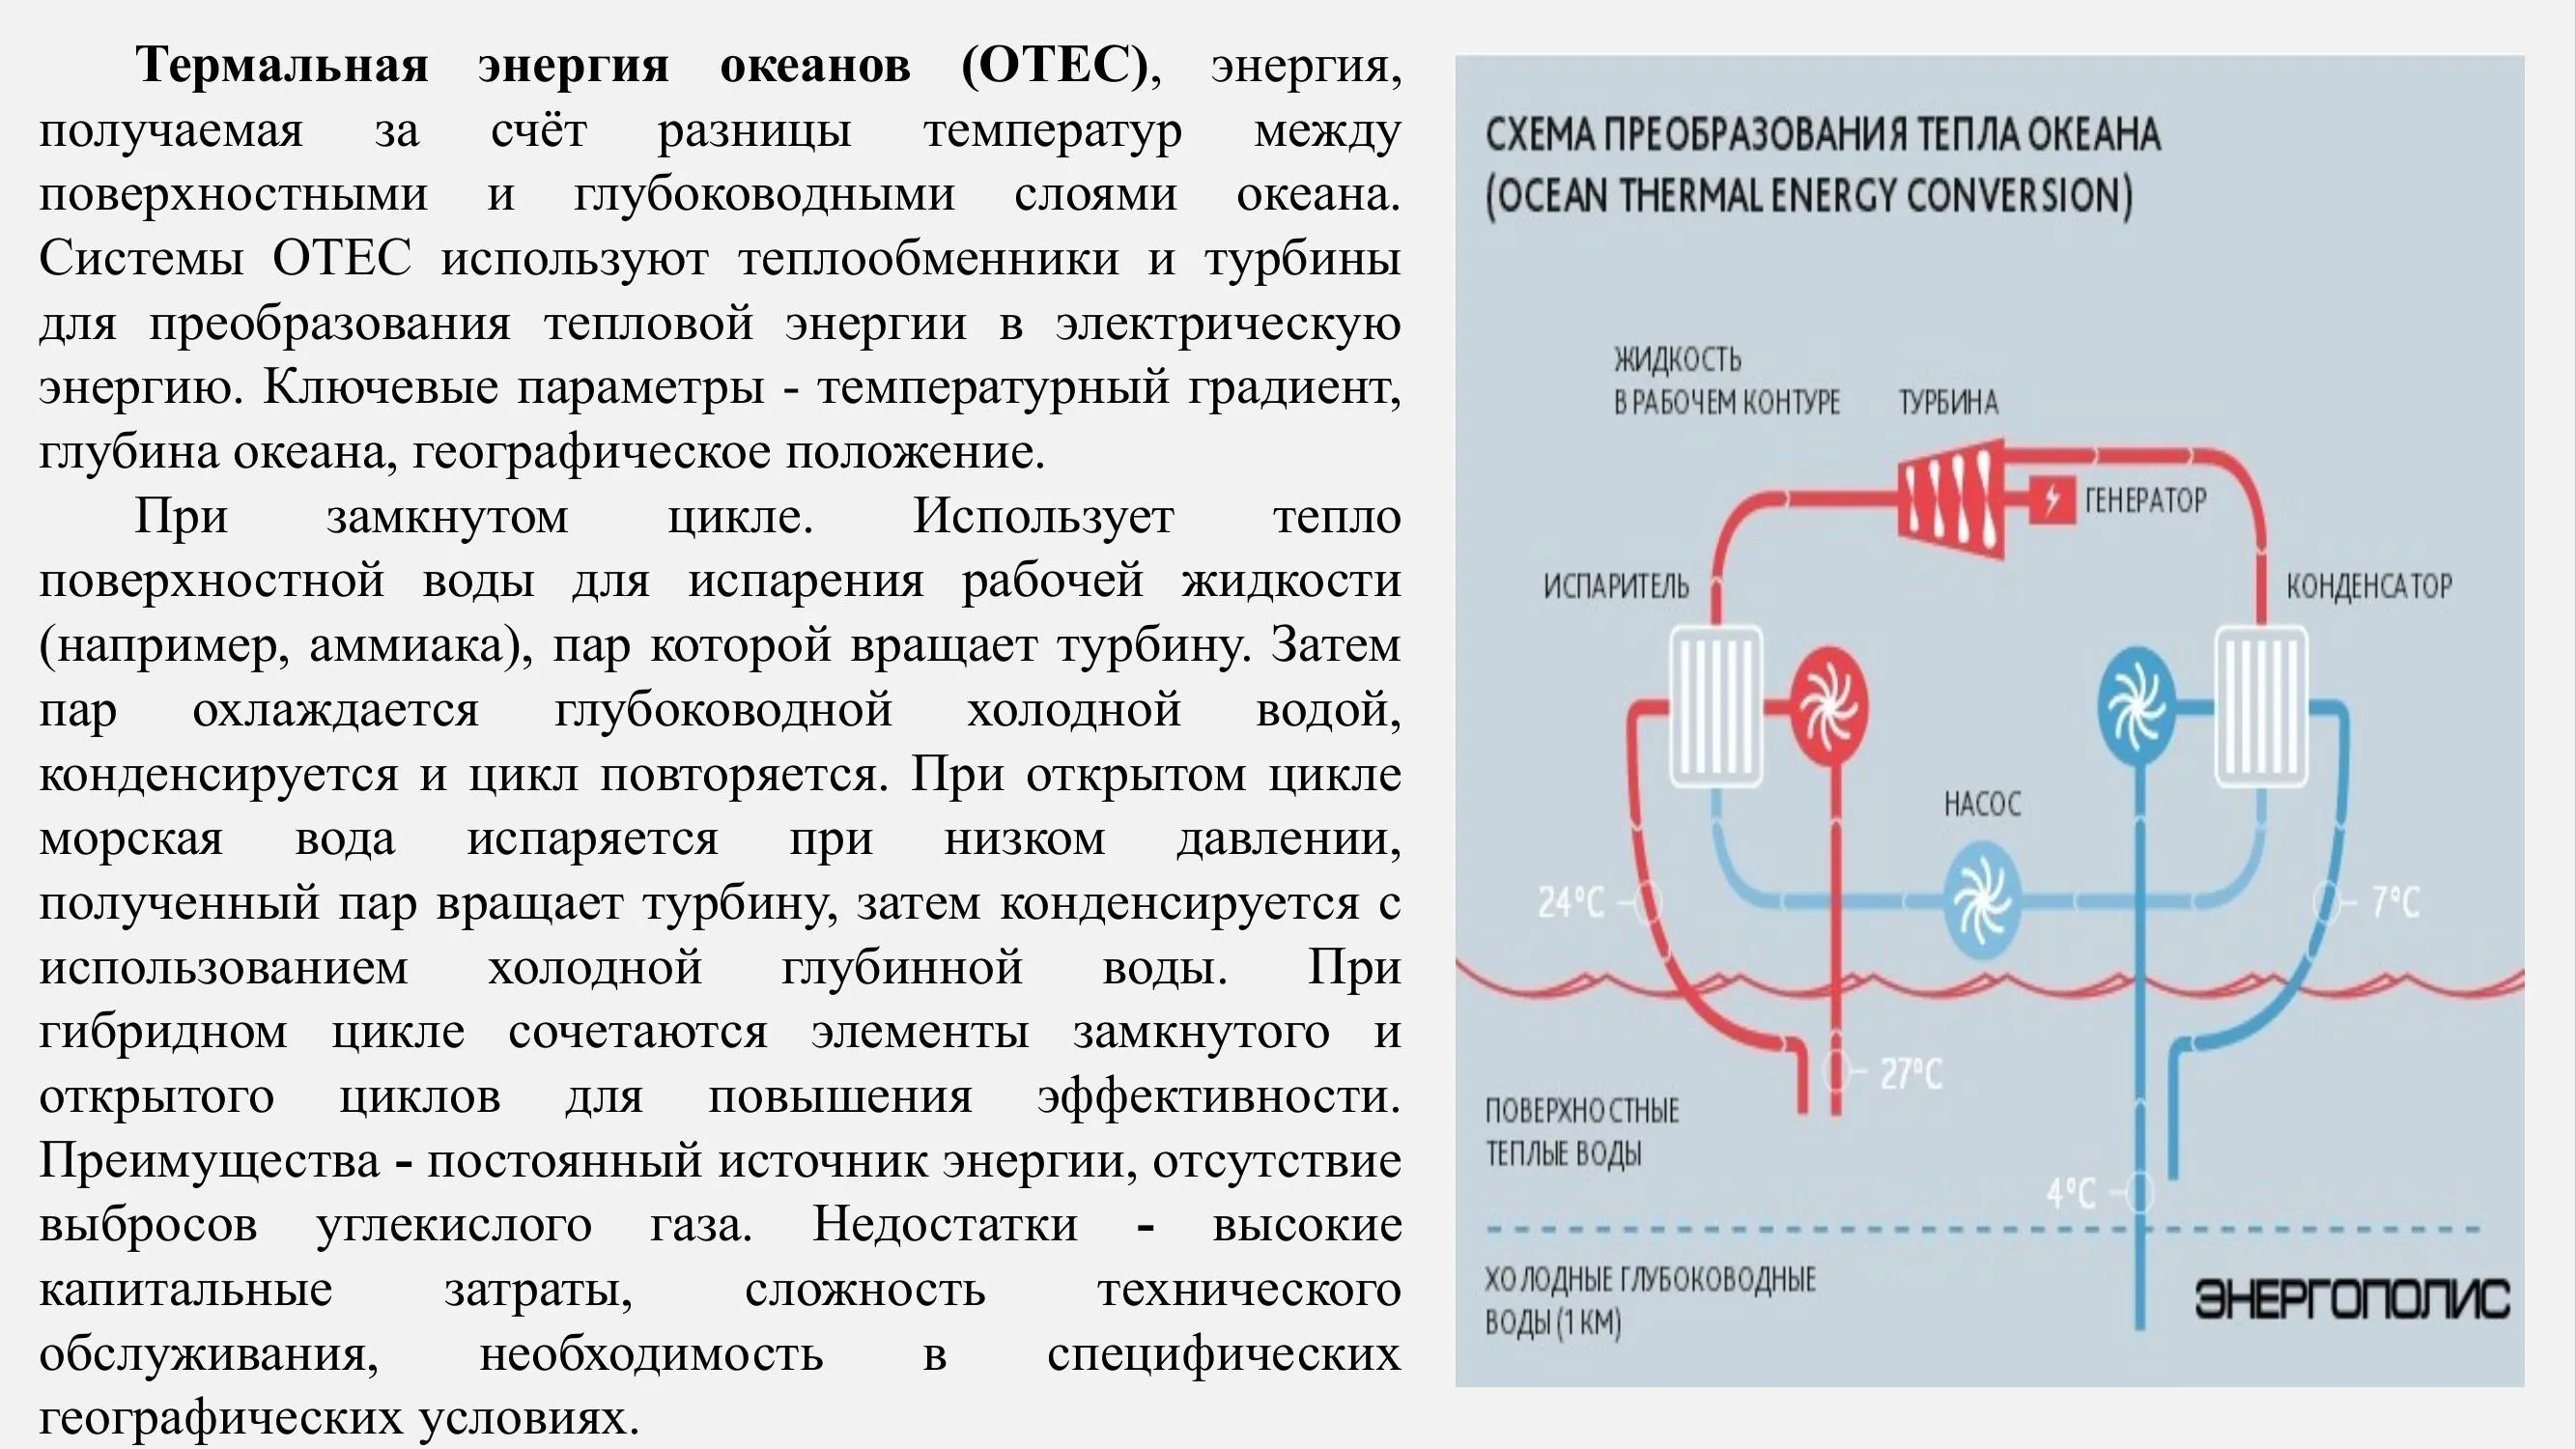 Термальная энергия океанов (ОТЕС), энергия,
получаемая за счёт разницы температур между
поверхностными и глубоководными слоями океана.
Системы ОТЕС используют теплообменники и турбины
для преобразования тепловой энергии в электрическую
энергию. Ключевые параметры - температурный градиент,
глубина океана, географическое положение.
При замкнутом цикле. Использует тепло
поверхностной воды для испарения рабочей жидкости
(например, аммиака), пар которой вращает турбину. Затем
пар охлаждается глубоководной холодной водой,
конденсируется и цикл повторяется. При открытом цикле
морская вода испаряется при низком давлении,
полученный пар вращает турбину, затем конденсируется с
использованием холодной глубинной воды. При
гибридном цикле сочетаются элементы замкнутого и
открытого циклов для повышения эффективности.
Преимущества - постоянный источник энергии, отсутствие
выбросов углекислого газа. Недостатки - высокие
капитальные затраты, сложность технического
обслуживания, необходимость в специфических
географических условиях.
СХЕМА ПРЕОБРАЗОВАНИЯ ТЕПЛА ОКЕАНА
(OCEAN THERMAL ENERGY CONVERSION)
ЖИДКОСТЬ
В РАБОЧЕМ КОНТУРЕ
ТУРБИНА
ГЕНЕРАТОР
ИСПАРИТЕЛЬ
КОНДЕНСАТОР
НАСОС
24°C
7°C
27°C
ПОВЕРХНОСТНЫЕ
ТЕПЛЫЕ ВОДЫ
4°C
ХОЛОДНЫЕ ГЛУБОКОВОДНЫЕ
ВОДЫ (1 КМ)
ЭНЕРГОПОЛИС